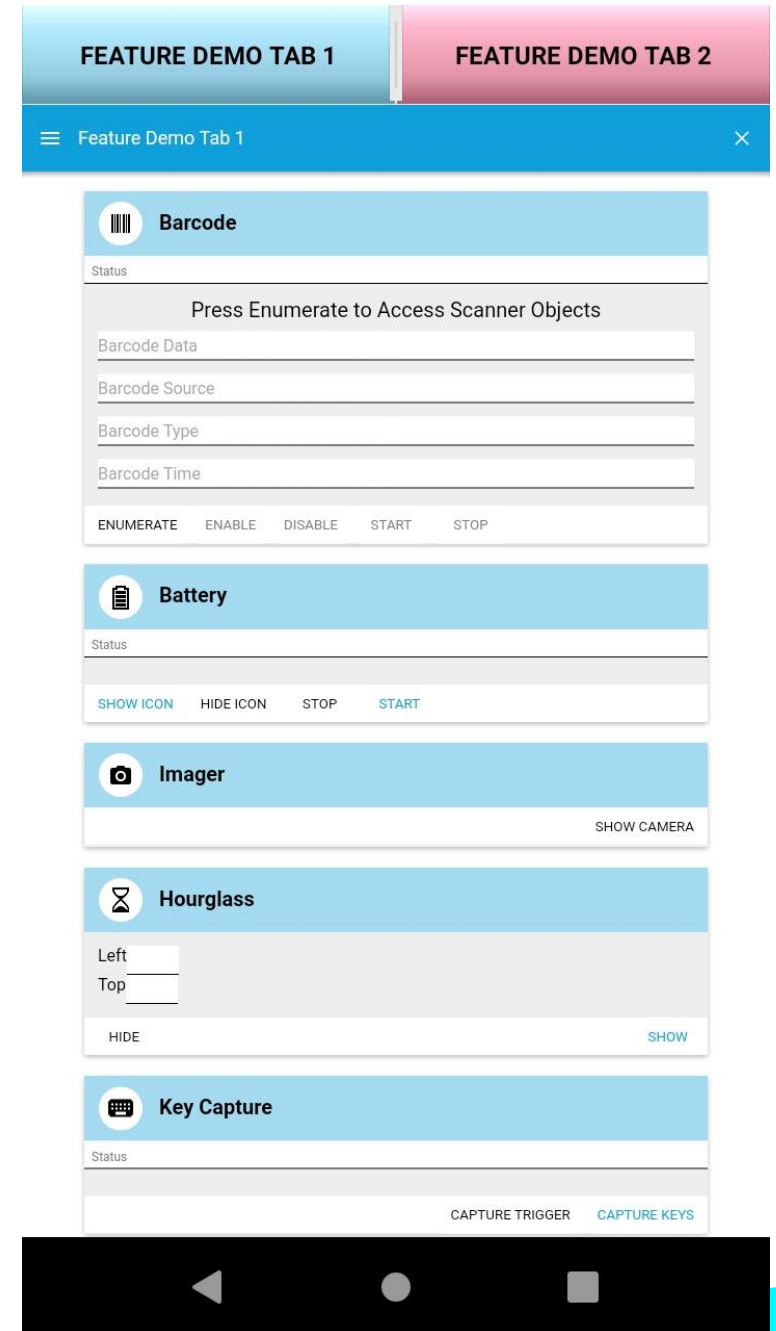 FEATURE DEMO TAB 1 FEATURE DEMO TAB 2
Feature Demo Tab 1
Barcode
Status
Press Enumerate to Access Scanner Objects
Barcode Data
Barcode Source
Barcode Type
Barcode Time
ENUMERATE ENABLE DISABLE START STOP
Battery
Status
SHOW ICON HIDE ICON STOP START
Imager
SHOW CAMERA
Hourglass
Left
Top
HIDE SHOW
Key Capture
Status
CAPTURE TRIGGER CAPTURE KEYS